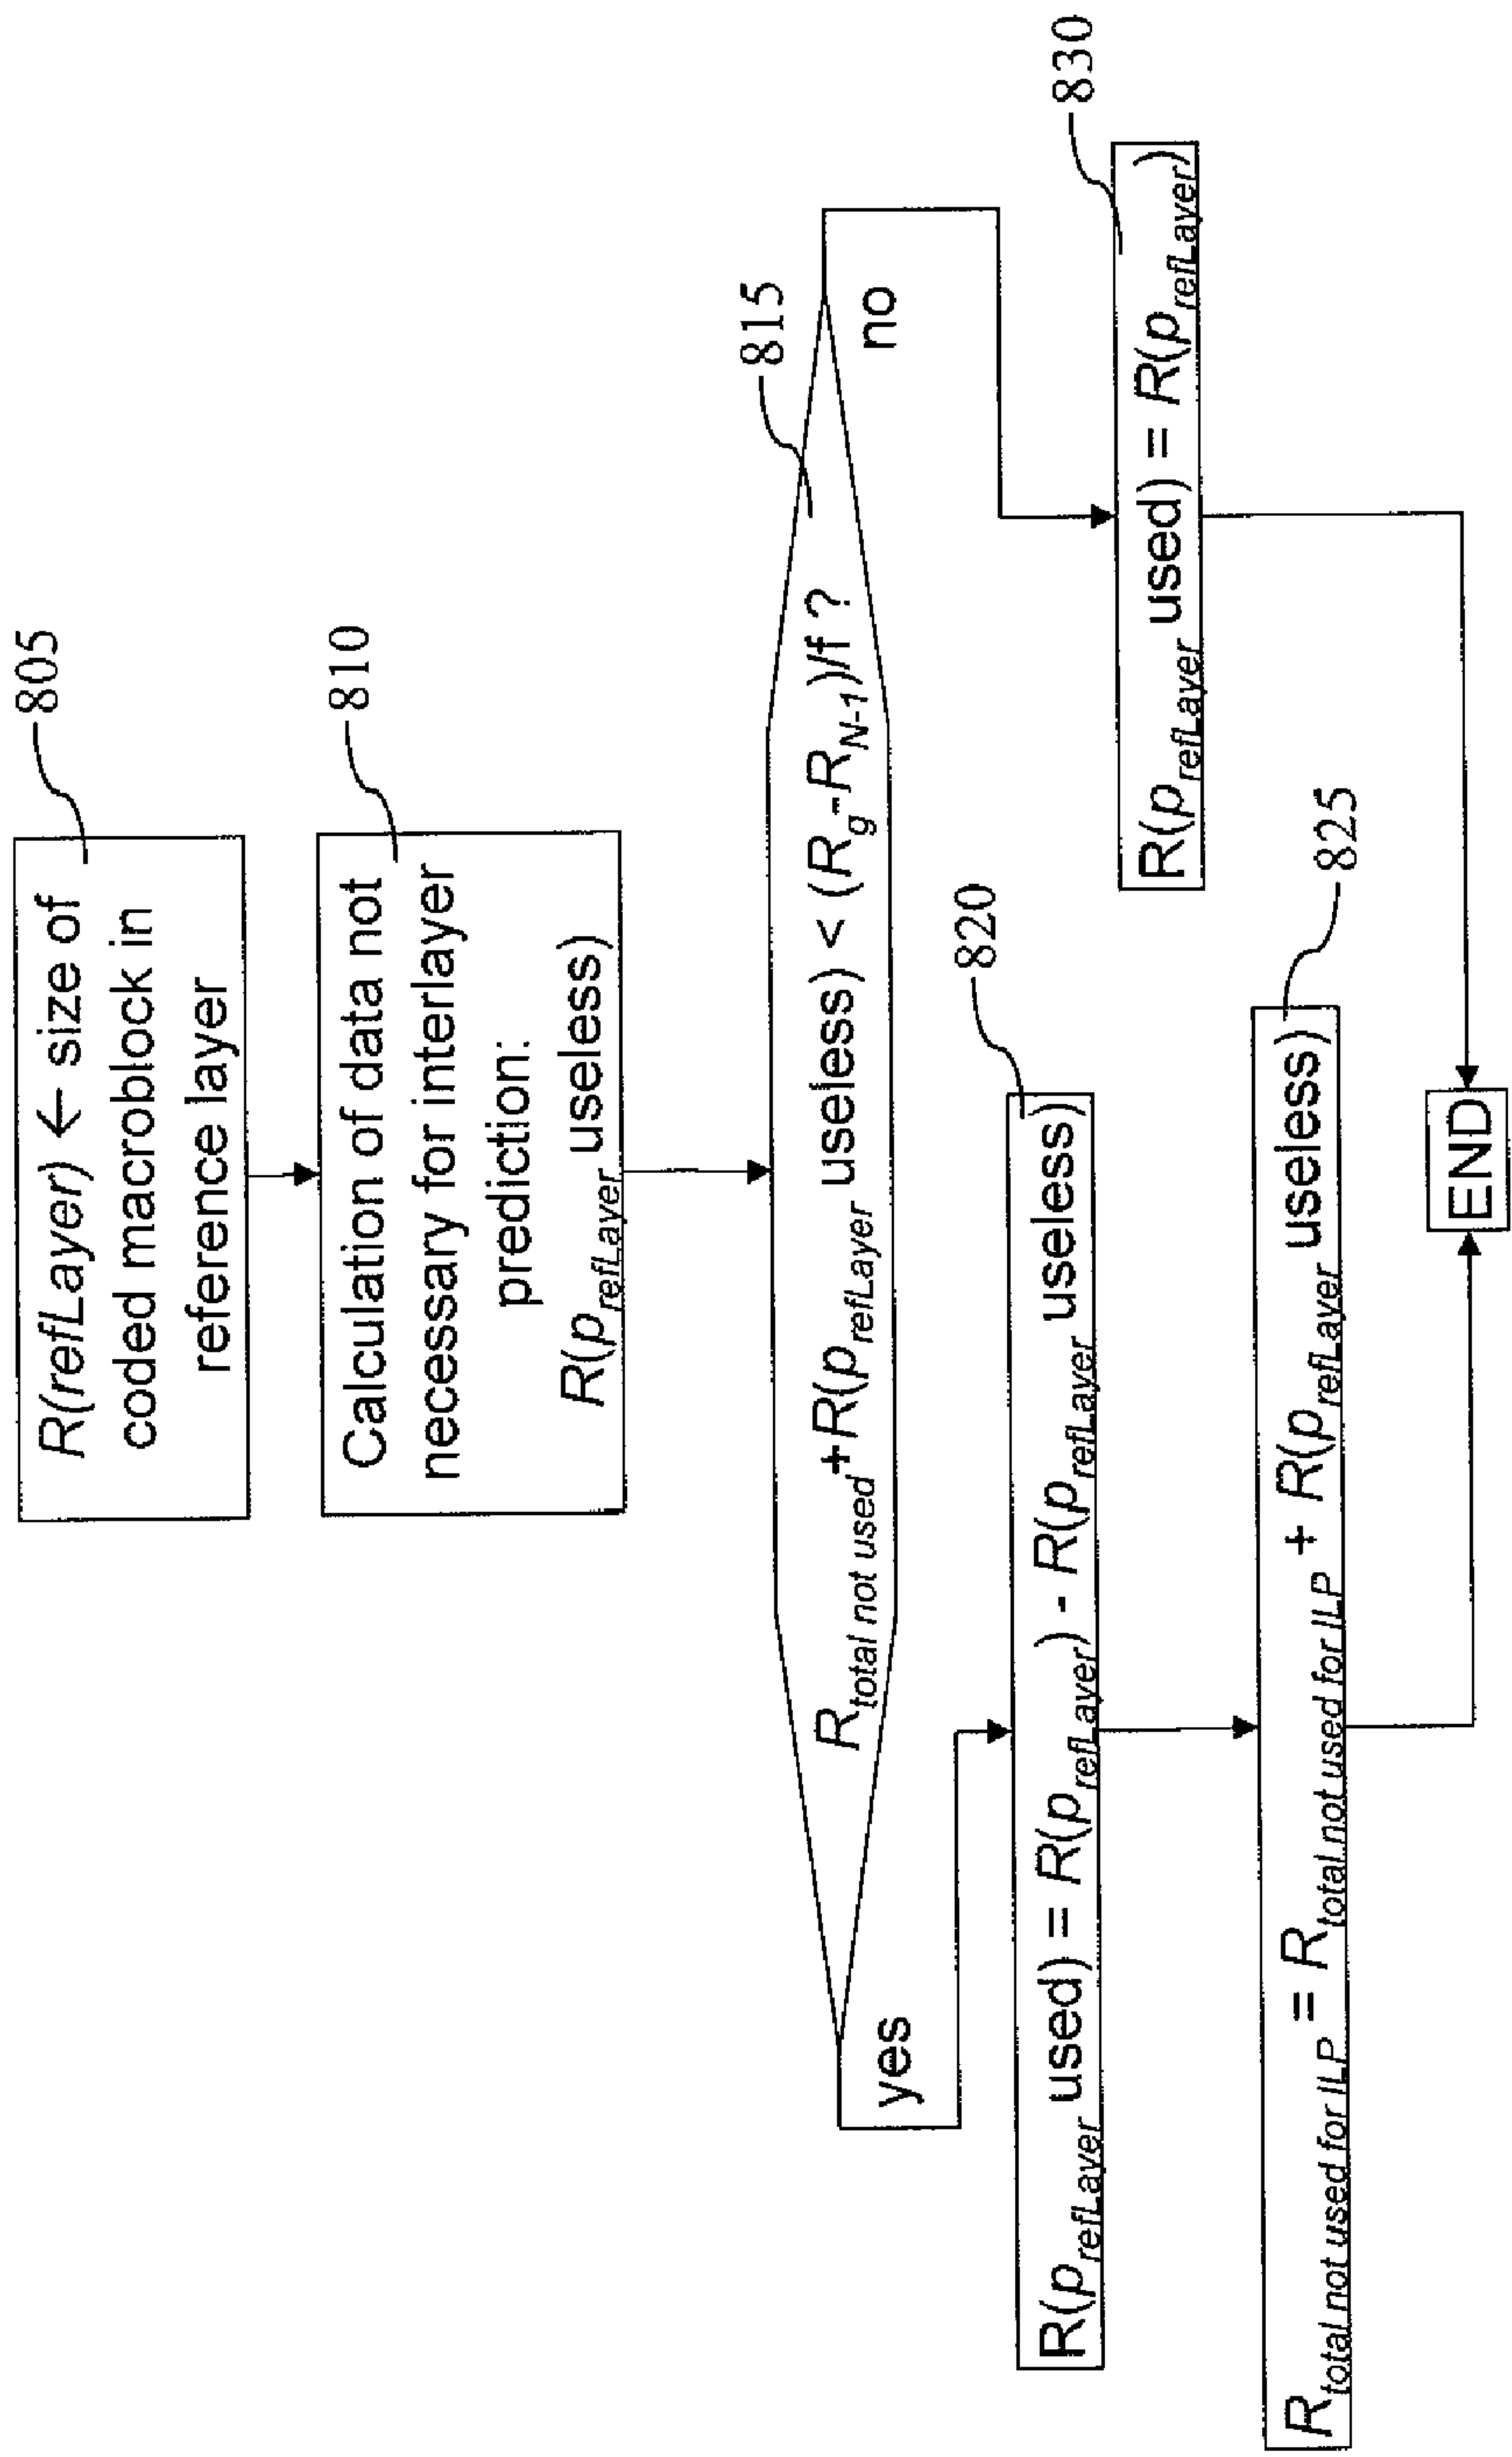 R(refLayer) ← size of
coded macroblock in
reference layer
805
Calculation of data not
necessary for interlayer
prediction:
R(p_refLayer useless)
810
R_total not used+R(p_refLayer useless) < (R_g-R_N-1)/f ?
815
yes
no
R(p_refLayer used) = R(p_refLayer) - R(p_refLayer useless)
820
R(p_refLayer used) = R(p_refLayer)
830
R_total not used for ILP = R_total not used for ILP + R(p_refLayer useless)
825
END